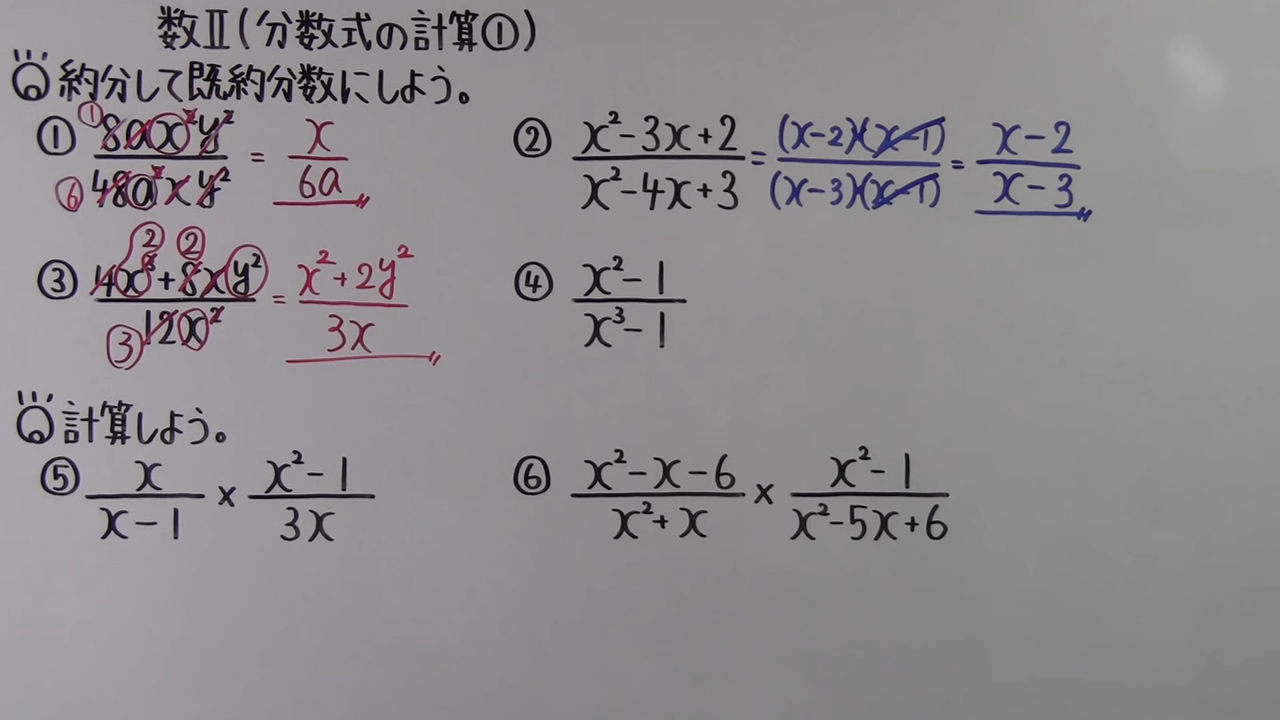 数Ⅱ(分数式の計算①)
Q 約分して既約分数にしよう。
① 8ax²y²/48a²xy² = x/6a
② x²-3x+2/x²-4x+3 = (x-2)(x-1)/(x-3)(x-1) = x-2/x-3
③ 4x³+8xy²/12x² = x²+2y²/3x
④ x²-1/x³-1
Q 計算しよう。
⑤ x/x-1 × x²-1/3x
⑥ x²-x-6/x²+x × x²-1/x²-5x+6